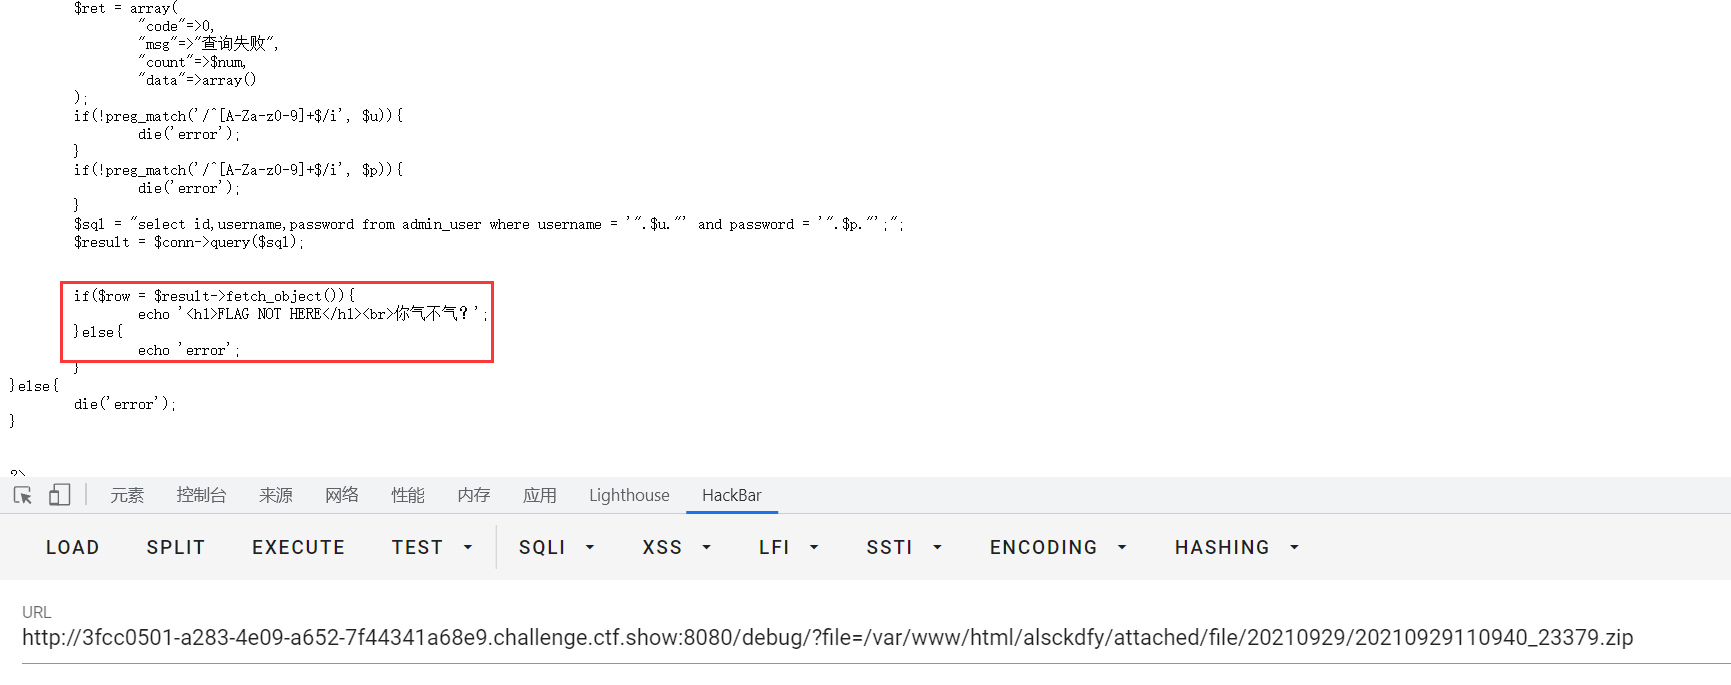 $ret = array(
"code"=>0,
"msg"=>"查询失败",
"count"=>$num,
"data"=>array()
);
if(!preg_match('/^[A-Za-z0-9]+$/i', $u)){
die('error');
}
if(!preg_match('/^[A-Za-z0-9]+$/i', $p)){
die('error');
}
$sql = "select id,username,password from admin_user where username = '".$u."' and password = '".$p."';";
$result = $conn->query($sql);
if($row = $result->fetch_object()){
echo '<h1>FLAG NOT HERE</h1><br>你气不气？';
}else{
echo 'error';
}
}else{
die('error');
}
?>
元素 控制台 来源 网络 性能 内存 应用 Lighthouse HackBar
LOAD SPLIT EXECUTE TEST SQLI XSS LFI SSTI ENCODING HASHING
URL
http://3fcc0501-a283-4e09-a652-7f44341a68e9.challenge.ctf.show:8080/debug/?file=/var/www/html/alsckdfy/attached/file/20210929/20210929110940_23379.zip